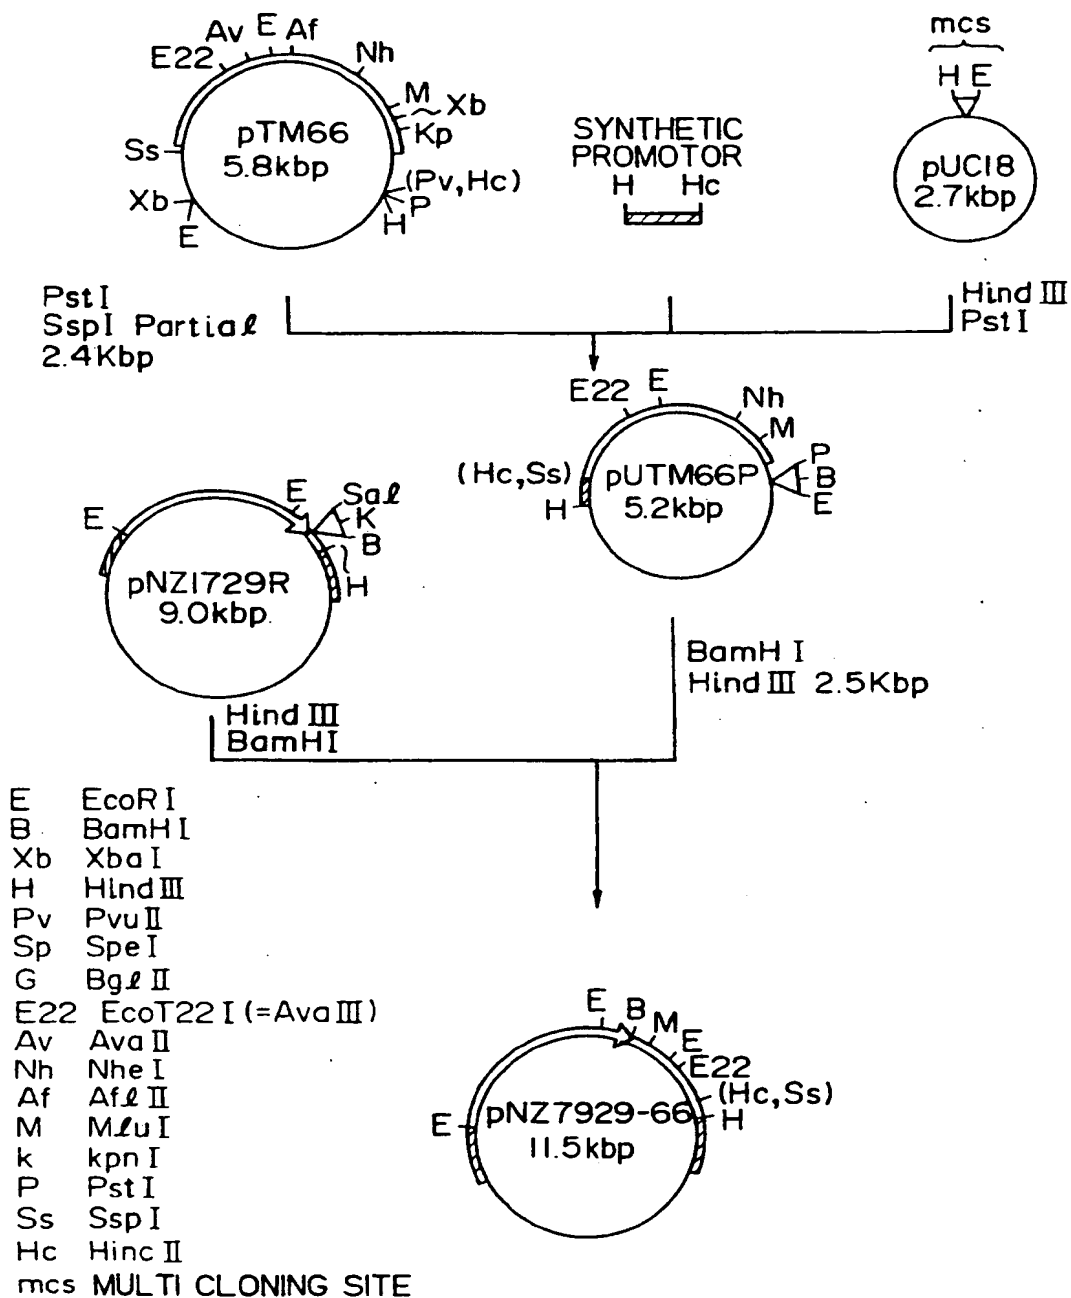 mcs
H E
pUC18
2.7kbp
Av E Af
E22
Nh
M
Xb
Kp
pTM66
5.8kbp
Ss
(Pv,Hc)
P
H
Xb
E
SYNTHETIC
PROMOTOR
H Hc
PstI
SspI Partial
2.4Kbp
Hind III
PstI
E22 E
Nh
M
P
B
E
(Hc,Ss)
H
pUTM66P
5.2kbp
E E
Sal
K
B
H
pNZ1729R
9.0kbp
BamH I
Hind III 2.5Kbp
Hind III
BamHI
E EcoR I
B BamH I
Xb Xba I
H Hind III
Pv Pvu II
Sp Spe I
G Bgl II
E22 EcoT22 I (=Ava III)
Av Ava II
Nh Nhe I
Af Afl II
M Mlu I
k kpn I
P Pst I
Ss Ssp I
Hc Hinc II
mcs MULTI CLONING SITE
E B
M
E
E22
(Hc,Ss)
H
E
pNZ7929-66
11.5kbp